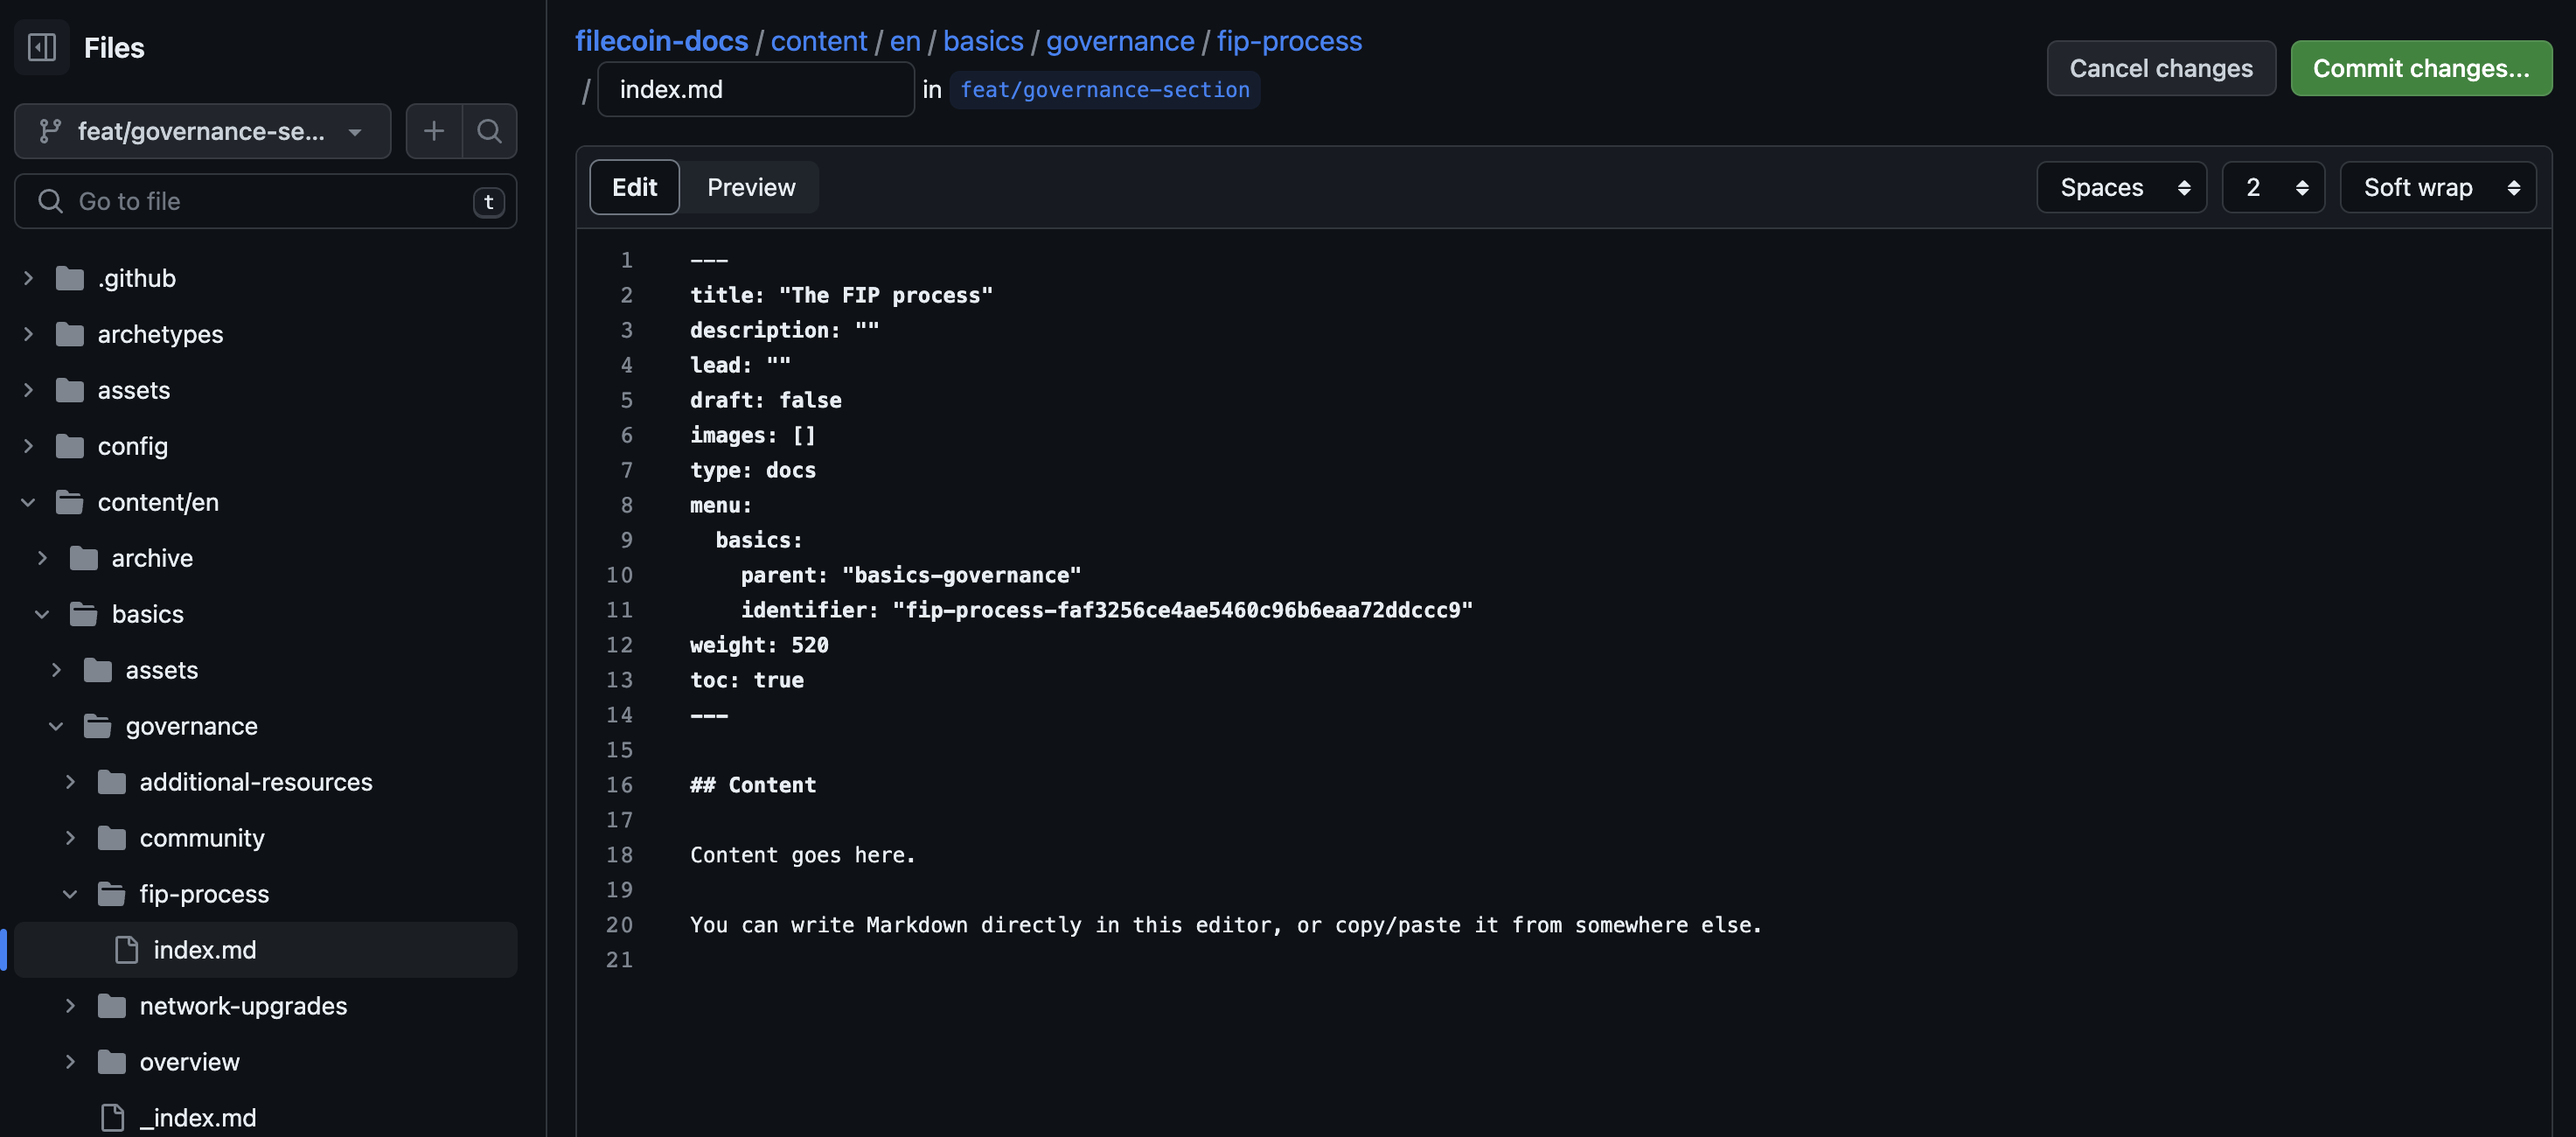 Files
feat/governance-se...
Go to file
t
.github
archetypes
assets
config
content/en
archive
basics
assets
governance
additional-resources
community
fip-process
index.md
network-upgrades
overview
_index.md
filecoin-docs / content / en / basics / governance / fip-process
/ index.md in feat/governance-section
Cancel changes
Commit changes...
Edit
Preview
Spaces
2
Soft wrap
1 ---
2 title: "The FIP process"
3 description: ""
4 lead: ""
5 draft: false
6 images: []
7 type: docs
8 menu:
9   basics:
10     parent: "basics-governance"
11     identifier: "fip-process-faf3256ce4ae5460c96b6eaa72ddccc9"
12 weight: 520
13 toc: true
14 ---
15
16 ## Content
17
18 Content goes here.
19
20 You can write Markdown directly in this editor, or copy/paste it from somewhere else.
21